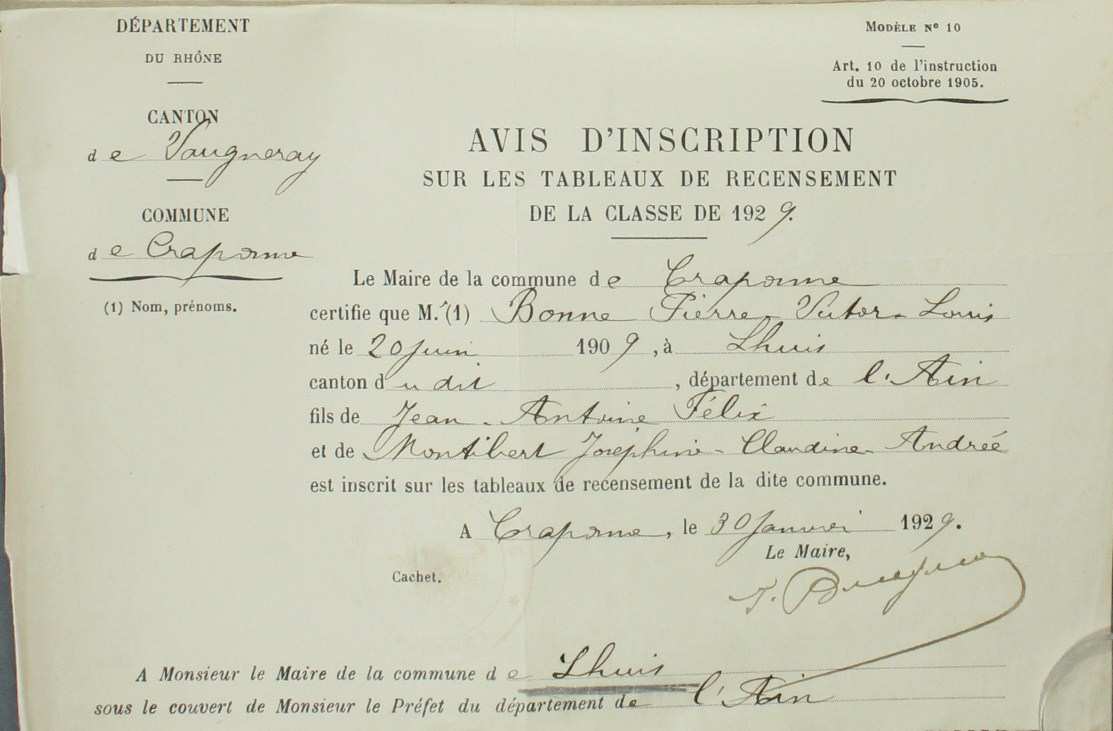 DÉPARTEMENT
DU RHÔNE
CANTON
de Vaugneray
COMMUNE
de Craponne
(1) Nom, prénoms.
MODÈLE Nº 10
Art. 10 de l'instruction
du 20 octobre 1905.
AVIS D'INSCRIPTION
SUR LES TABLEAUX DE RECENSEMENT
DE LA CLASSE DE 1929.
Le Maire de la commune de Craponne
certifie que M. (1) Bonne Pierre-Victor-Louis
né le 20 juin 1909, à Lhuis
canton du dit, département de l'Ain
fils de Jean-Antoine Félix
et de Montibert Joséphine-Claudine-Andrée
est inscrit sur les tableaux de recensement de la dite commune.
A Craponne, le 30 Janvier 1929.
Le Maire,
Cachet.
A Monsieur le Maire de la commune de Lhuis
sous le couvert de Monsieur le Préfet du département de l'Ain